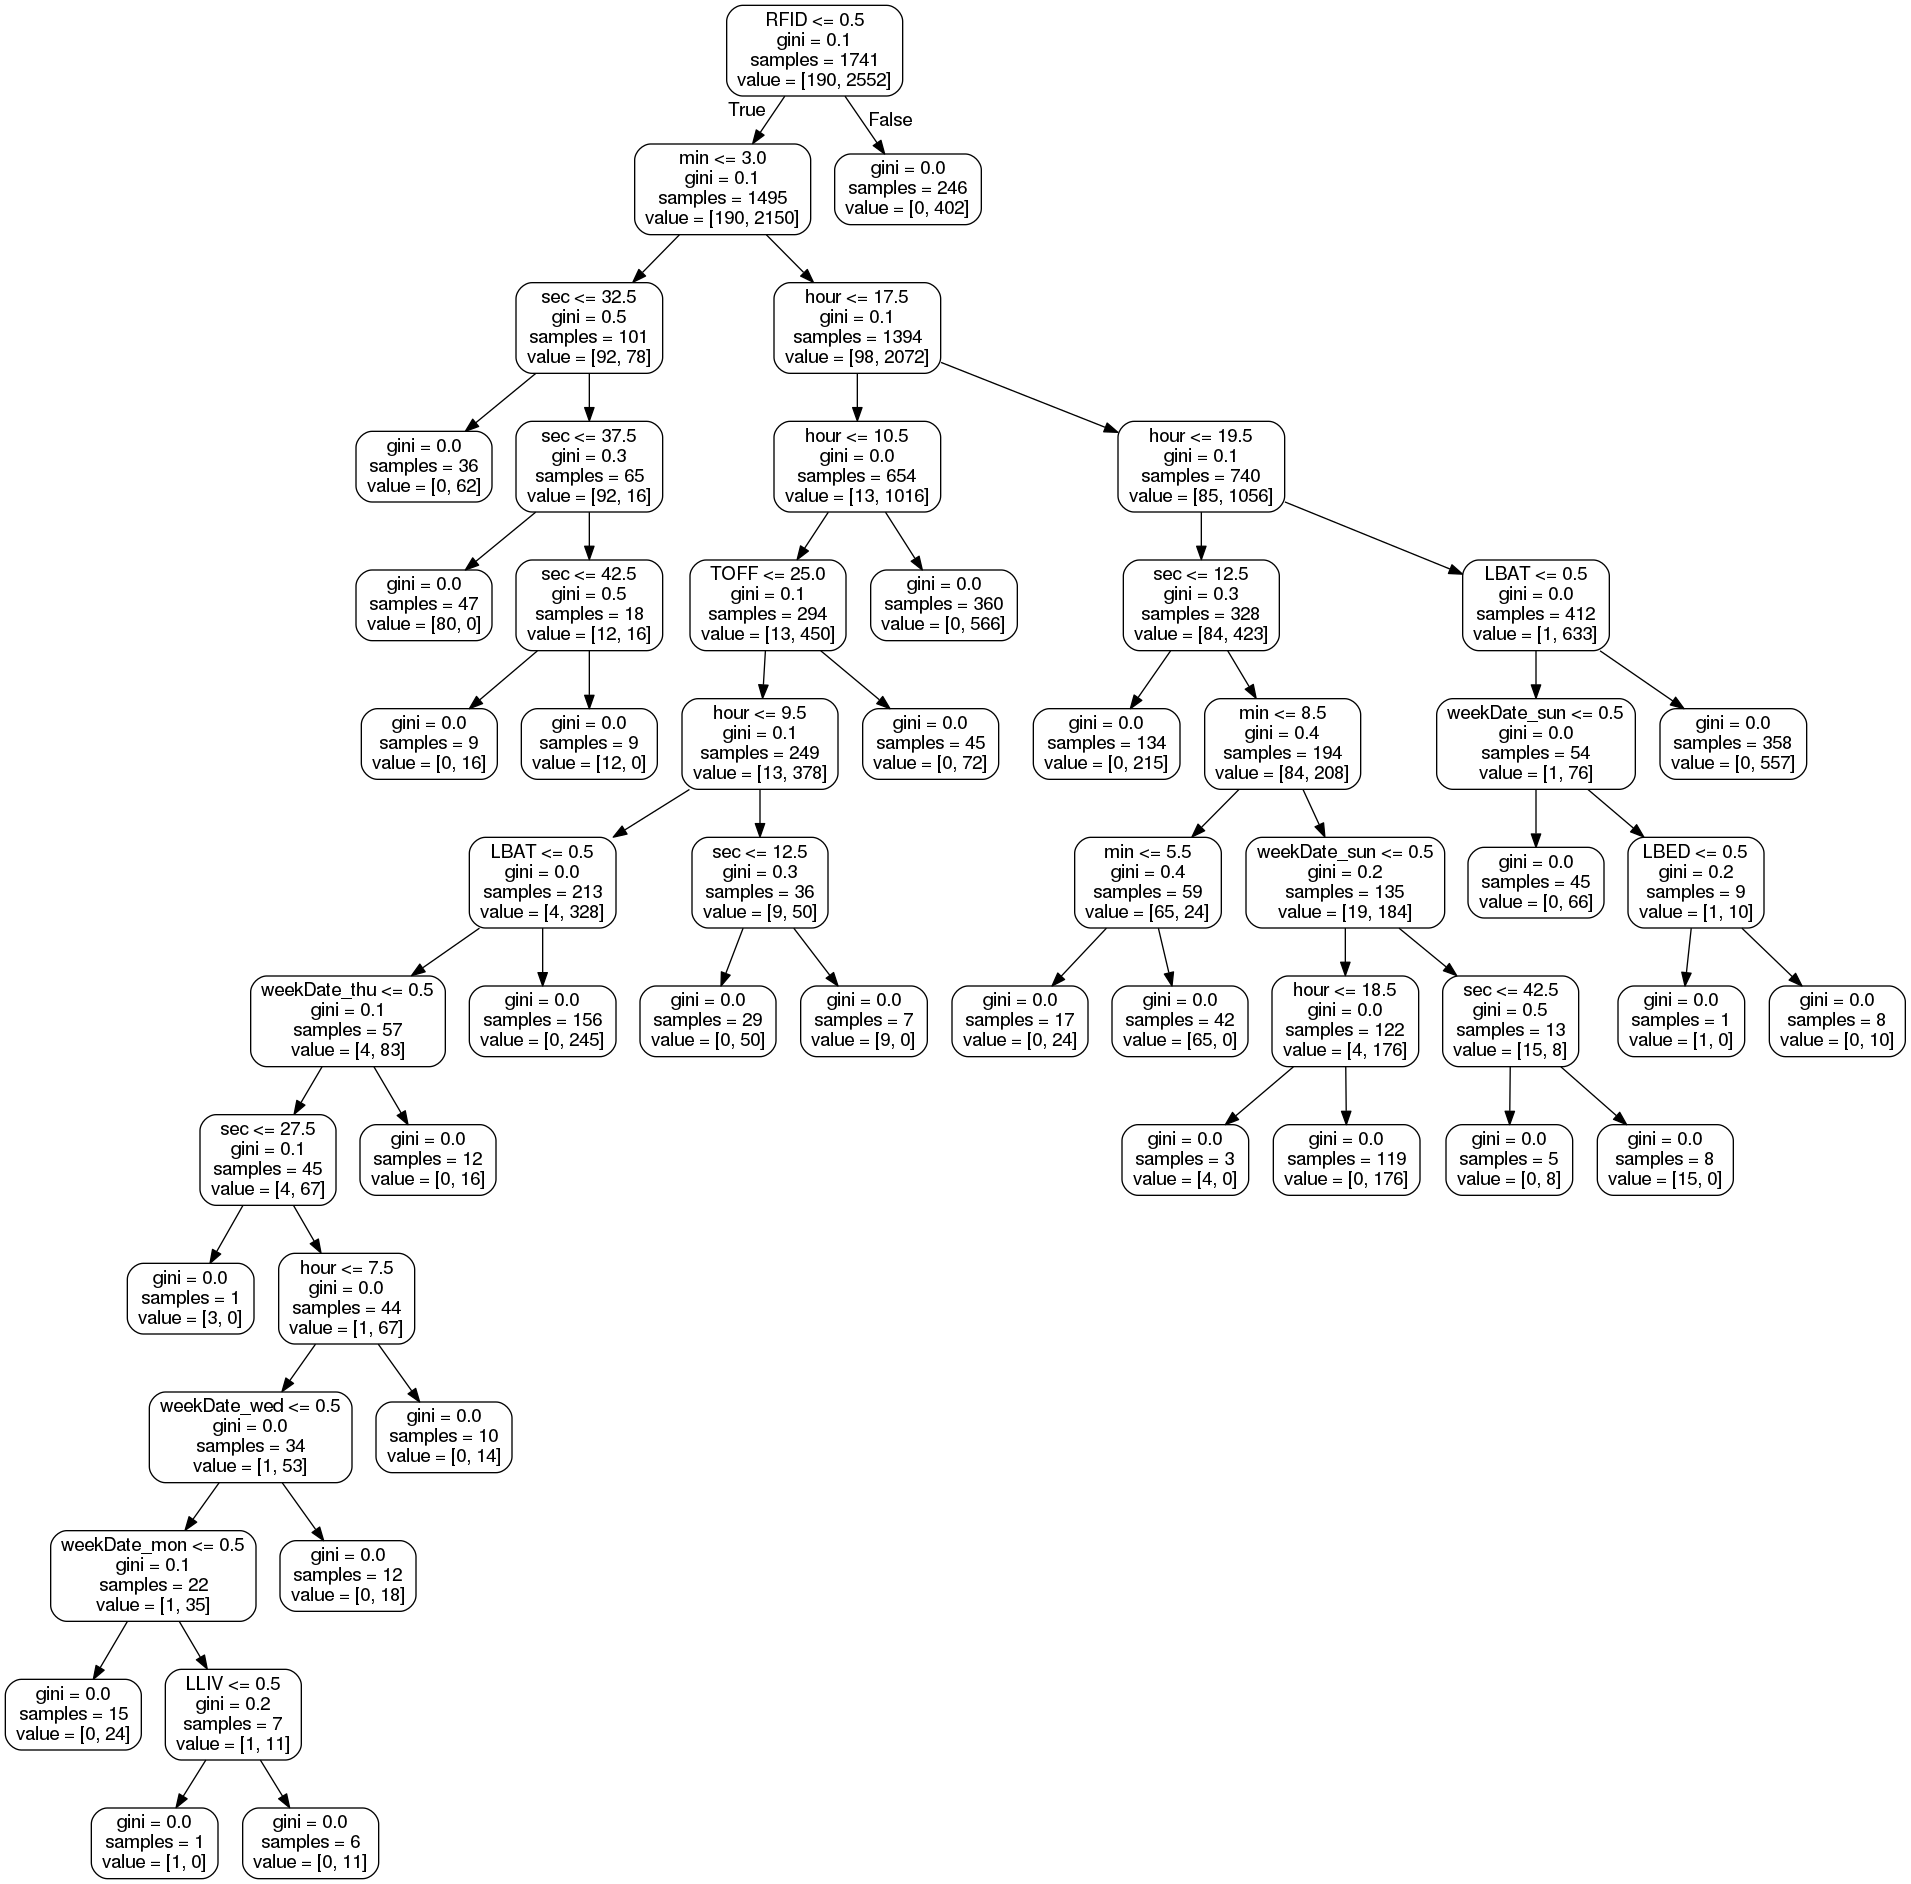 RFID <= 0.5
gini = 0.1
samples = 1741
value = [190, 2552]
True
False
min <= 3.0
gini = 0.1
samples = 1495
value = [190, 2150]
gini = 0.0
samples = 246
value = [0, 402]
sec <= 32.5
gini = 0.5
samples = 101
value = [92, 78]
hour <= 17.5
gini = 0.1
samples = 1394
value = [98, 2072]
gini = 0.0
samples = 36
value = [0, 62]
sec <= 37.5
gini = 0.3
samples = 65
value = [92, 16]
hour <= 10.5
gini = 0.0
samples = 654
value = [13, 1016]
hour <= 19.5
gini = 0.1
samples = 740
value = [85, 1056]
gini = 0.0
samples = 47
value = [80, 0]
sec <= 42.5
gini = 0.5
samples = 18
value = [12, 16]
TOFF <= 25.0
gini = 0.1
samples = 294
value = [13, 450]
gini = 0.0
samples = 360
value = [0, 566]
sec <= 12.5
gini = 0.3
samples = 328
value = [84, 423]
LBAT <= 0.5
gini = 0.0
samples = 412
value = [1, 633]
gini = 0.0
samples = 9
value = [0, 16]
gini = 0.0
samples = 9
value = [12, 0]
hour <= 9.5
gini = 0.1
samples = 249
value = [13, 378]
gini = 0.0
samples = 45
value = [0, 72]
gini = 0.0
samples = 134
value = [0, 215]
min <= 8.5
gini = 0.4
samples = 194
value = [84, 208]
weekDate_sun <= 0.5
gini = 0.0
samples = 54
value = [1, 76]
gini = 0.0
samples = 358
value = [0, 557]
LBAT <= 0.5
gini = 0.0
samples = 213
value = [4, 328]
sec <= 12.5
gini = 0.3
samples = 36
value = [9, 50]
min <= 5.5
gini = 0.4
samples = 59
value = [65, 24]
weekDate_sun <= 0.5
gini = 0.2
samples = 135
value = [19, 184]
gini = 0.0
samples = 45
value = [0, 66]
LBED <= 0.5
gini = 0.2
samples = 9
value = [1, 10]
weekDate_thu <= 0.5
gini = 0.1
samples = 57
value = [4, 83]
gini = 0.0
samples = 156
value = [0, 245]
gini = 0.0
samples = 29
value = [0, 50]
gini = 0.0
samples = 7
value = [9, 0]
gini = 0.0
samples = 17
value = [0, 24]
gini = 0.0
samples = 42
value = [65, 0]
hour <= 18.5
gini = 0.0
samples = 122
value = [4, 176]
sec <= 42.5
gini = 0.5
samples = 13
value = [15, 8]
gini = 0.0
samples = 1
value = [1, 0]
gini = 0.0
samples = 8
value = [0, 10]
sec <= 27.5
gini = 0.1
samples = 45
value = [4, 67]
gini = 0.0
samples = 12
value = [0, 16]
gini = 0.0
samples = 3
value = [4, 0]
gini = 0.0
samples = 119
value = [0, 176]
gini = 0.0
samples = 5
value = [0, 8]
gini = 0.0
samples = 8
value = [15, 0]
gini = 0.0
samples = 1
value = [3, 0]
hour <= 7.5
gini = 0.0
samples = 44
value = [1, 67]
weekDate_wed <= 0.5
gini = 0.0
samples = 34
value = [1, 53]
gini = 0.0
samples = 10
value = [0, 14]
weekDate_mon <= 0.5
gini = 0.1
samples = 22
value = [1, 35]
gini = 0.0
samples = 12
value = [0, 18]
gini = 0.0
samples = 15
value = [0, 24]
LLIV <= 0.5
gini = 0.2
samples = 7
value = [1, 11]
gini = 0.0
samples = 1
value = [1, 0]
gini = 0.0
samples = 6
value = [0, 11]